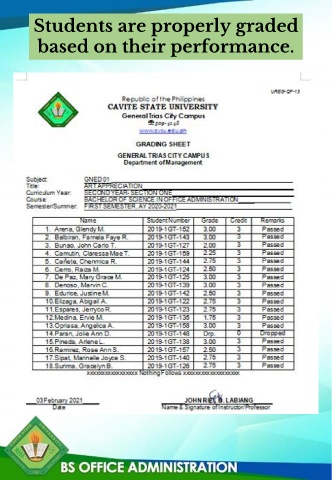 Students are properly graded
based on their performance.
UREG-QF-13
Republic of the Philippines
CAVITE STATE UNIVERSITY
General Trias City Campus
www.cvsu.edu.ph
GRADING SHEET
GENERAL TRIAS CITY CAMPUS
Department of Management
Subject: GNED 01
Title: ART APPRECIATION
Curriculum Year: SECOND YEAR- SECTION ONE
Course: BACHELOR OF SCIENCE IN OFFICE ADMINISTRATION
Semester/Summer: FIRST SEMESTER, AY 2020-2021
Name Student Number Grade Credit Remarks
1. Arena, Glendy M. 2019-1GT-152 3.00 3 Passed
2. Balbiran, Famela Faye R. 2019-1GT-143 3.00 3 Passed
3. Bunao, John Carlo T. 2019-1GT-127 2.00 3 Passed
4. Camutin, Claressa Mae T. 2019-1GT-159 2.25 3 Passed
5. Cañete, Chenmica R. 2019-1GT-144 2.75 3 Passed
6. Carro, Raiza M. 2019-1GT-124 2.50 3 Passed
7. De Paz, Mary Grace M. 2019-1GT-125 3.00 3 Passed
8. Denoso, Marvin C. 2019-1GT-139 3.00 3 Passed
9. Edurice, Justine M. 2019-1GT-142 2.50 3 Passed
10. Elizaga, Abigail A. 2019-1GT-122 2.75 3 Passed
11. Espares, Jerryco R. 2019-1GT-123 2.75 3 Passed
12. Medina, Ervie M. 2019-1GT-135 1.75 3 Passed
13. Opriasa, Angelica A. 2019-1GT-158 3.00 3 Passed
14. Paran, Jolie Ann D. 2019-1GT-148 Drp. 0 Dropped
15. Pineda, Arlene L. 2019-1GT-138 3.00 3 Passed
16. Ramirez, Rose Ann S. 2019-1GT-157 2.50 3 Passed
17. Sipat, Mannelle Joyce S. 2019-1GT-140 2.75 3 Passed
18. Surima, Gracelyn B. 2019-1GT-126 2.75 3 Passed
xxxxxxxxxxxxxxxxx Nothing Follows xxxxxxxxxxxxxxxxxxx
03 February 2021 JOHN RIEL D. LABIANG
Date Name & Signature of Instructor/Professor
BS OFFICE ADMINISTRATION